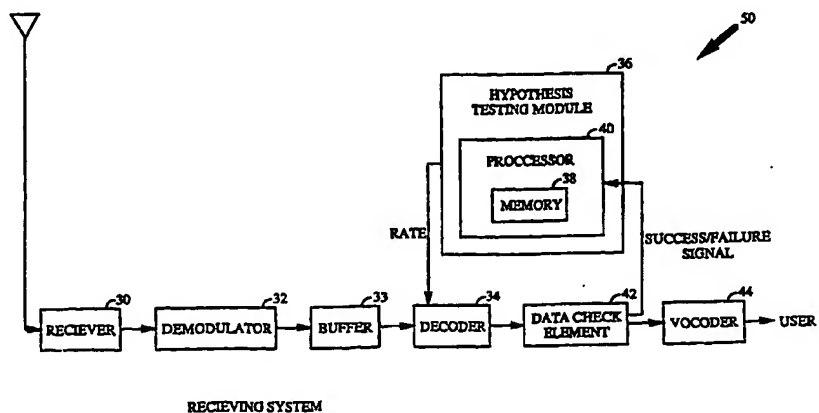 50
36
HYPOTHESIS
TESTING MODULE
40
PROCCESSOR
38
MEMORY
RATE
SUCCESS/FAILURE
SIGNAL
30
RECIEVER
32
DEMODULATOR
33
BUFFER
34
DECODER
42
DATA CHECK
ELEMENT
44
VOCODER
USER
RECIEVING SYSTEM